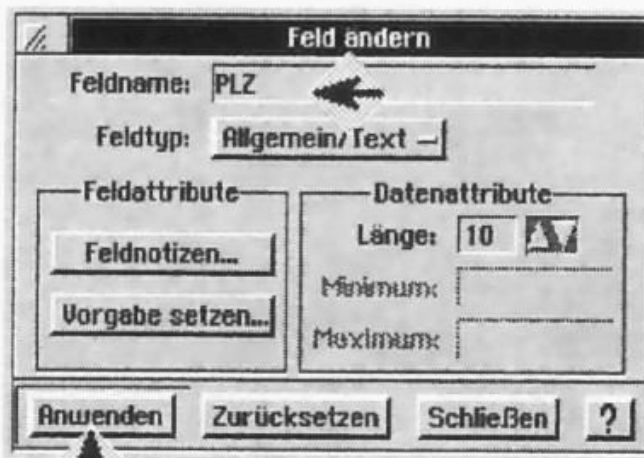 Feld ändern
Feldname: PLZ
Feldtyp: Allgemein/Text
Feldattribute
Feldnotizen...
Vorgabe setzen...
Datenattribute
Länge: 10
Minimum:
Maximum:
Anwenden Zurücksetzen Schließen ?